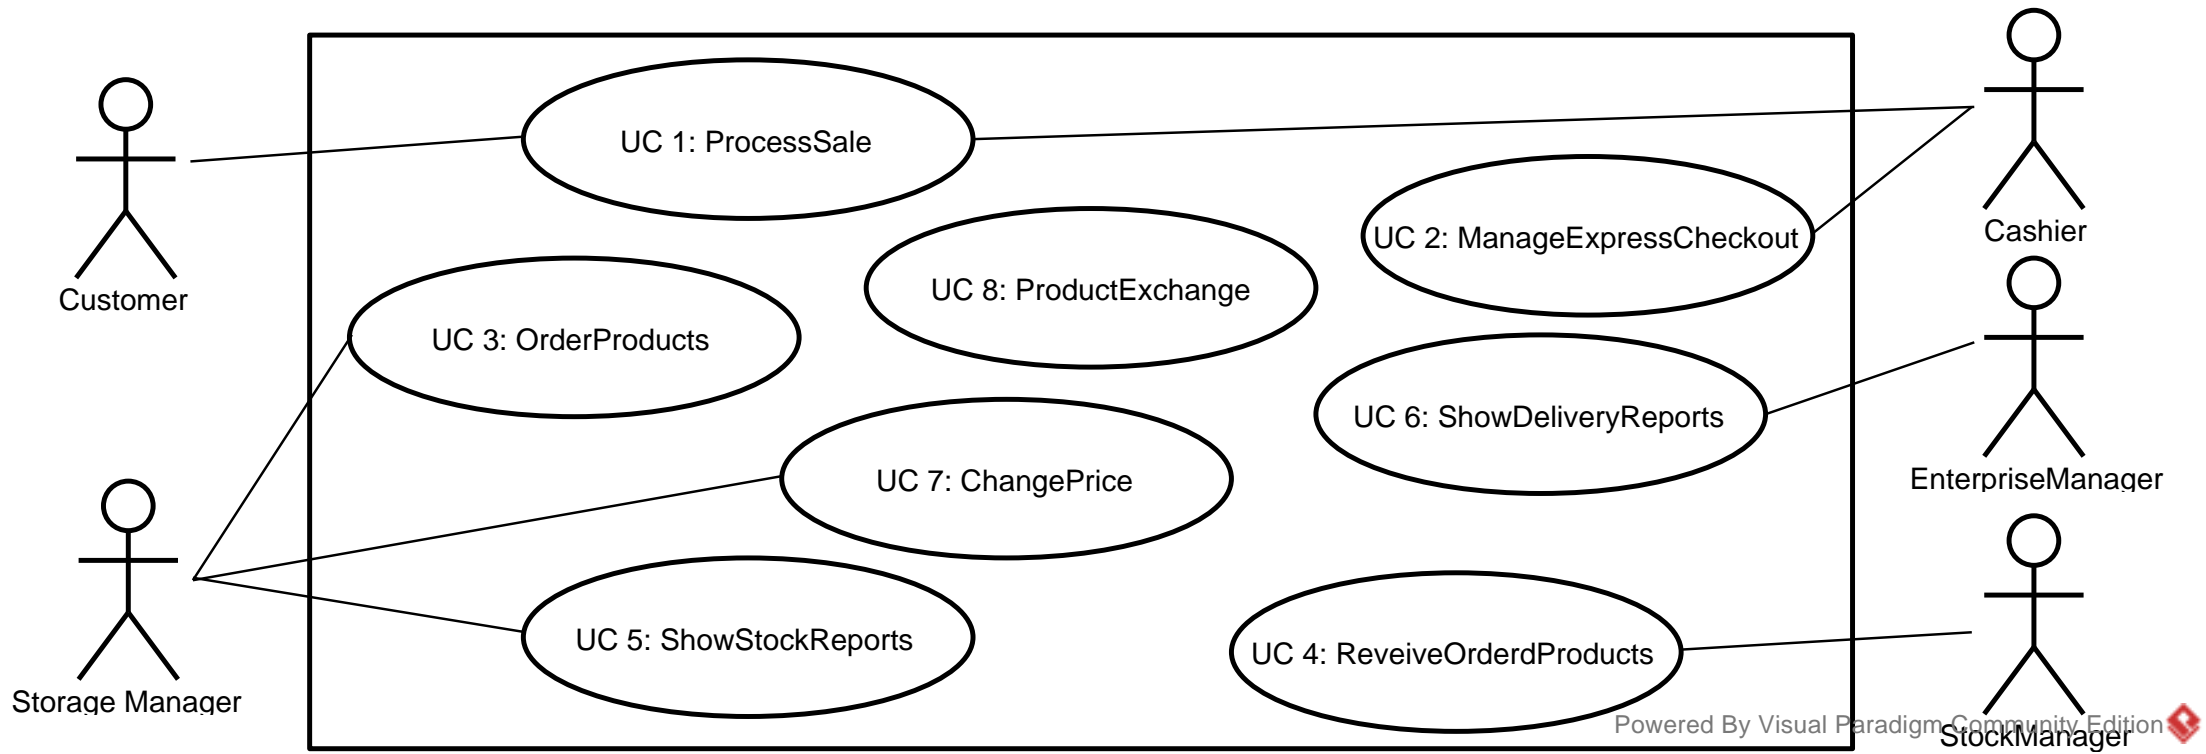 UC 1: ProcessSale
Cashier
UC 2: ManageExpressCheckout
Customer
UC 8: ProductExchange
UC 3: OrderProducts
UC 6: ShowDeliveryReports
EnterpriseManager
UC 7: ChangePrice
UC 5: ShowStockReports
UC 4: ReveiveOrderdProducts
Storage Manager
Powered By Visual Paradigm Community Edition
StockManager